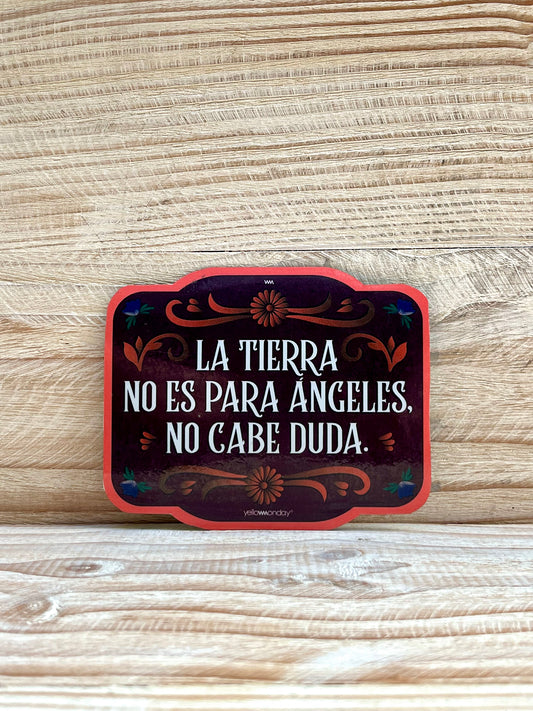 LA TIERRA
NO ES PARA ÁNGELES,
NO CABE DUDA.
yellowmonday®